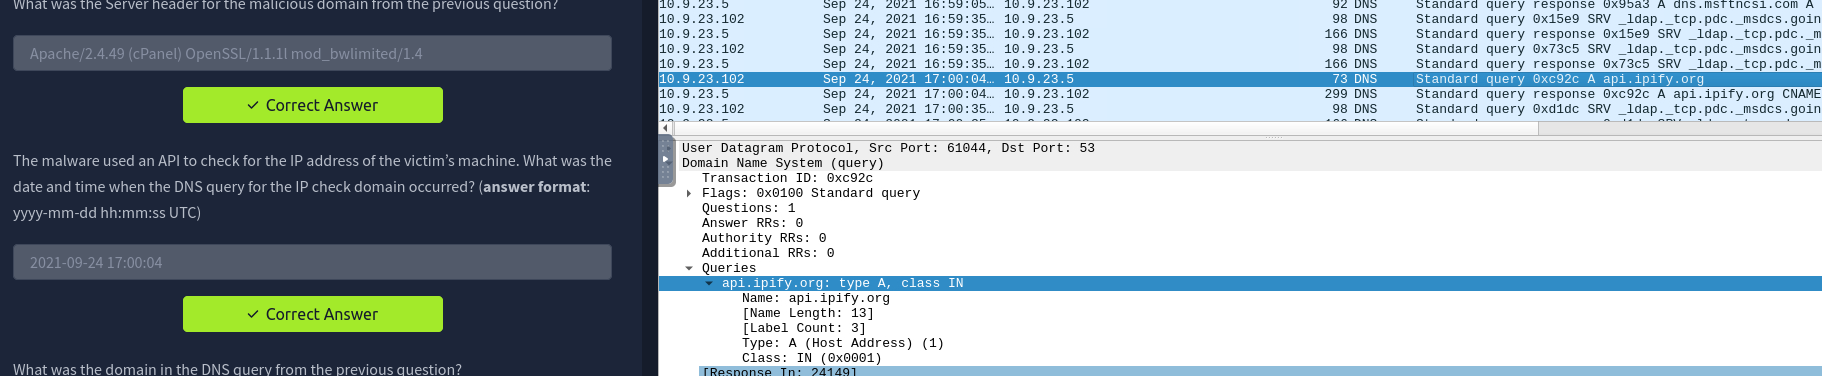 What was the Server header for the malicious domain from the previous question?
Apache/2.4.49 (cPanel) OpenSSL/1.1.1l mod_bwlimited/1.4
✓ Correct Answer
The malware used an API to check for the IP address of the victim’s machine. What was the
date and time when the DNS query for the IP check domain occurred? (answer format:
yyyy-mm-dd hh:mm:ss UTC)
2021-09-24 17:00:04
✓ Correct Answer
What was the domain in the DNS query from the previous question?
10.9.23.5 Sep 24, 2021 16:59:05… 10.9.23.102 92 DNS Standard query response 0x95a3 A dns.msftncsi.com A
10.9.23.102 Sep 24, 2021 16:59:35… 10.9.23.5 98 DNS Standard query 0x15e9 SRV _ldap._tcp.pdc._msdcs.goin
10.9.23.5 Sep 24, 2021 16:59:35… 10.9.23.102 166 DNS Standard query response 0x15e9 SRV _ldap._tcp.pdc._m
10.9.23.102 Sep 24, 2021 16:59:35… 10.9.23.5 98 DNS Standard query 0x73c5 SRV _ldap._tcp.pdc._msdcs.goin
10.9.23.5 Sep 24, 2021 16:59:35… 10.9.23.102 166 DNS Standard query response 0x73c5 SRV _ldap._tcp.pdc._m
10.9.23.102 Sep 24, 2021 17:00:04… 10.9.23.5 73 DNS Standard query 0xc92c A api.ipify.org
10.9.23.5 Sep 24, 2021 17:00:04… 10.9.23.102 299 DNS Standard query response 0xc92c A api.ipify.org CNAME
10.9.23.102 Sep 24, 2021 17:00:35… 10.9.23.5 98 DNS Standard query 0xd1dc SRV _ldap._tcp.pdc._msdcs.goin
User Datagram Protocol, Src Port: 61044, Dst Port: 53
Domain Name System (query)
Transaction ID: 0xc92c
Flags: 0x0100 Standard query
Questions: 1
Answer RRs: 0
Authority RRs: 0
Additional RRs: 0
Queries
api.ipify.org: type A, class IN
Name: api.ipify.org
[Name Length: 13]
[Label Count: 3]
Type: A (Host Address) (1)
Class: IN (0x0001)
[Response In: 24149]